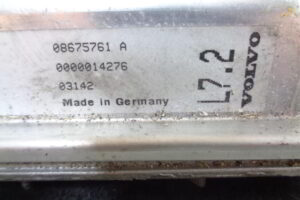 08675761 A
0000014276
03142
Made in Germany
L7.2
VOLVO